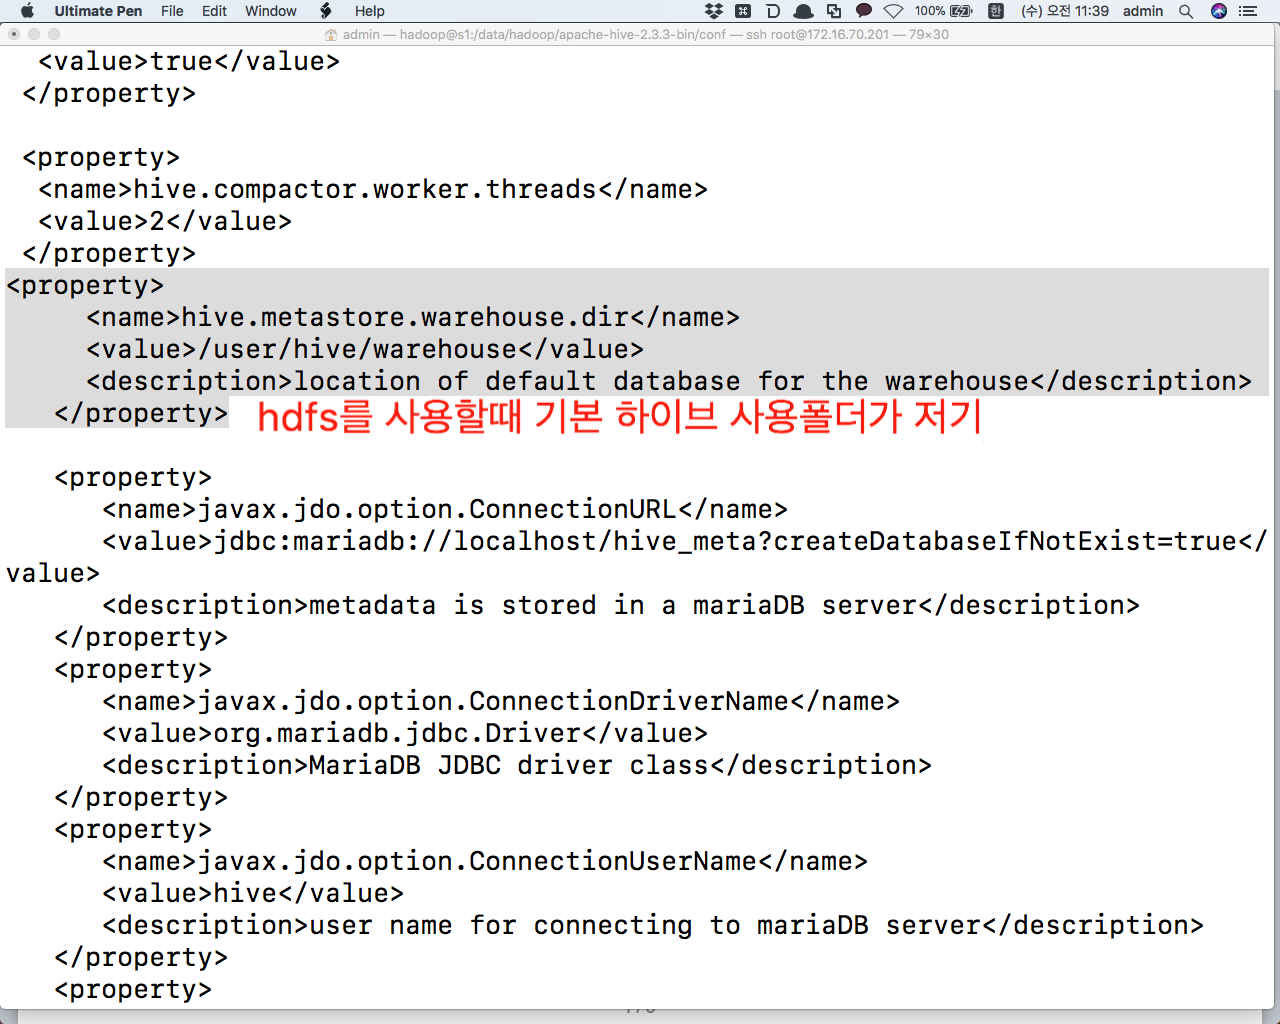 Ultimate Pen File Edit Window Help 100% 한 (수) 오전 11:39 admin
admin — hadoop@s1:/data/hadoop/apache-hive-2.3.3-bin/conf — ssh root@172.16.70.201 — 79×30
<value>true</value>
</property>
<property>
<name>hive.compactor.worker.threads</name>
<value>2</value>
</property>
<property>
<name>hive.metastore.warehouse.dir</name>
<value>/user/hive/warehouse</value>
<description>location of default database for the warehouse</description>
</property> hdfs를 사용할때 기본 하이브 사용폴더가 저기
<property>
<name>javax.jdo.option.ConnectionURL</name>
<value>jdbc:mariadb://localhost/hive_meta?createDatabaseIfNotExist=true</
value>
<description>metadata is stored in a mariaDB server</description>
</property>
<property>
<name>javax.jdo.option.ConnectionDriverName</name>
<value>org.mariadb.jdbc.Driver</value>
<description>MariaDB JDBC driver class</description>
</property>
<property>
<name>javax.jdo.option.ConnectionUserName</name>
<value>hive</value>
<description>user name for connecting to mariaDB server</description>
</property>
<property>